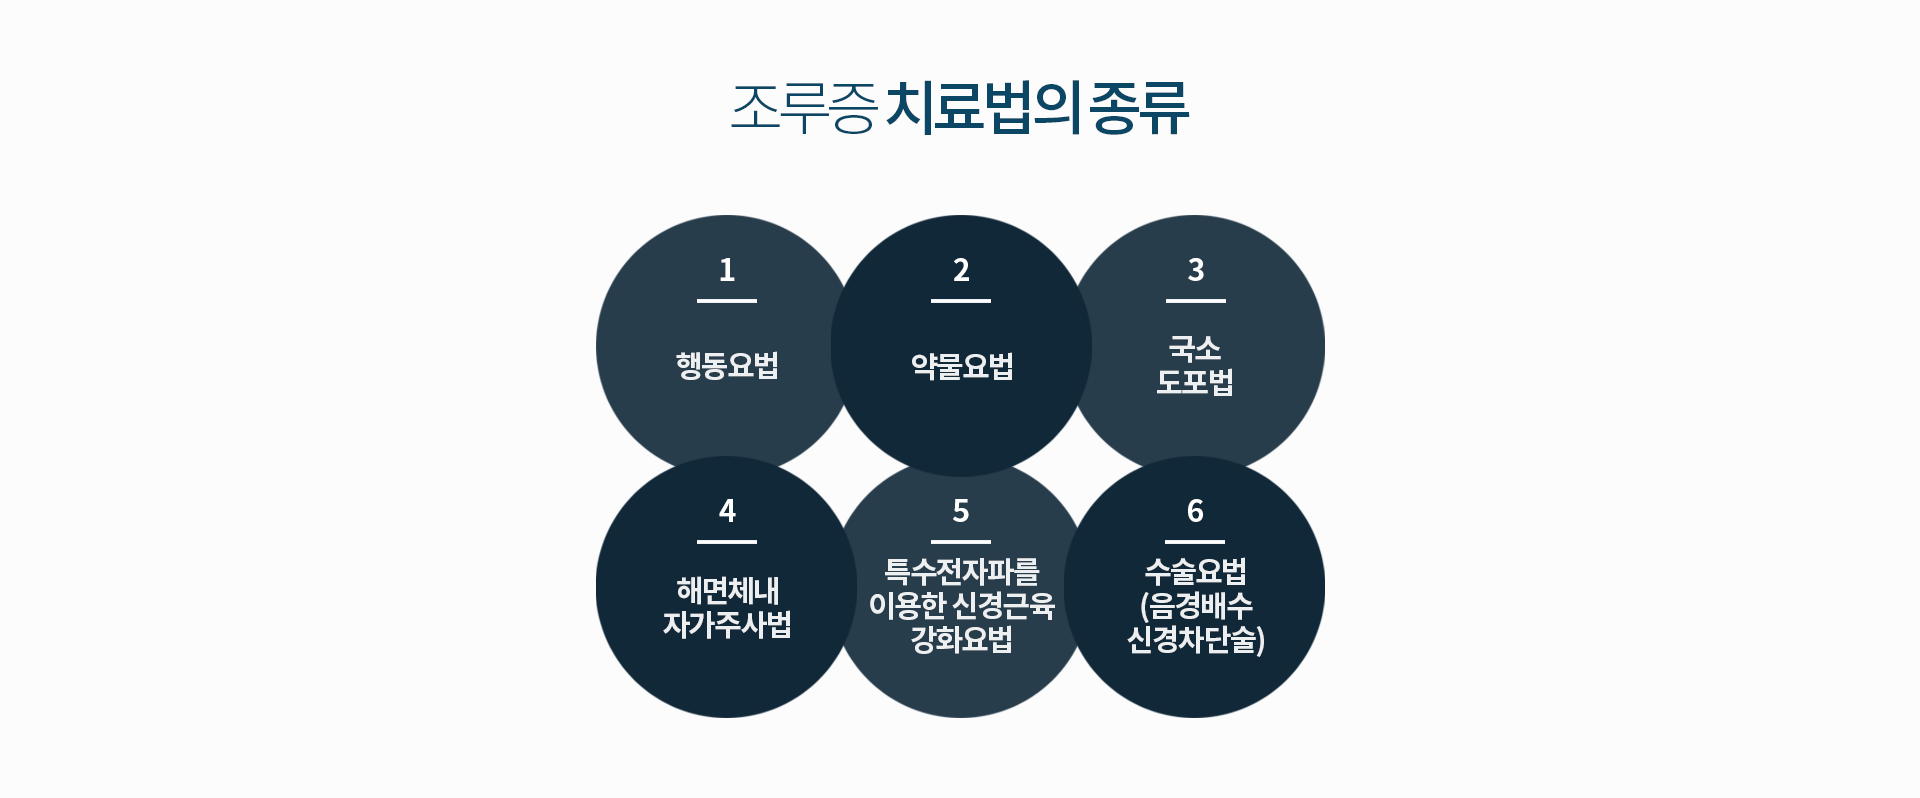 조루증 치료법의 종류
1
행동요법
2
약물요법
3
국소
도포법
4
해면체내
자가주사법
5
특수전자파를
이용한 신경근육
강화요법
6
수술요법
(음경배수
신경차단술)